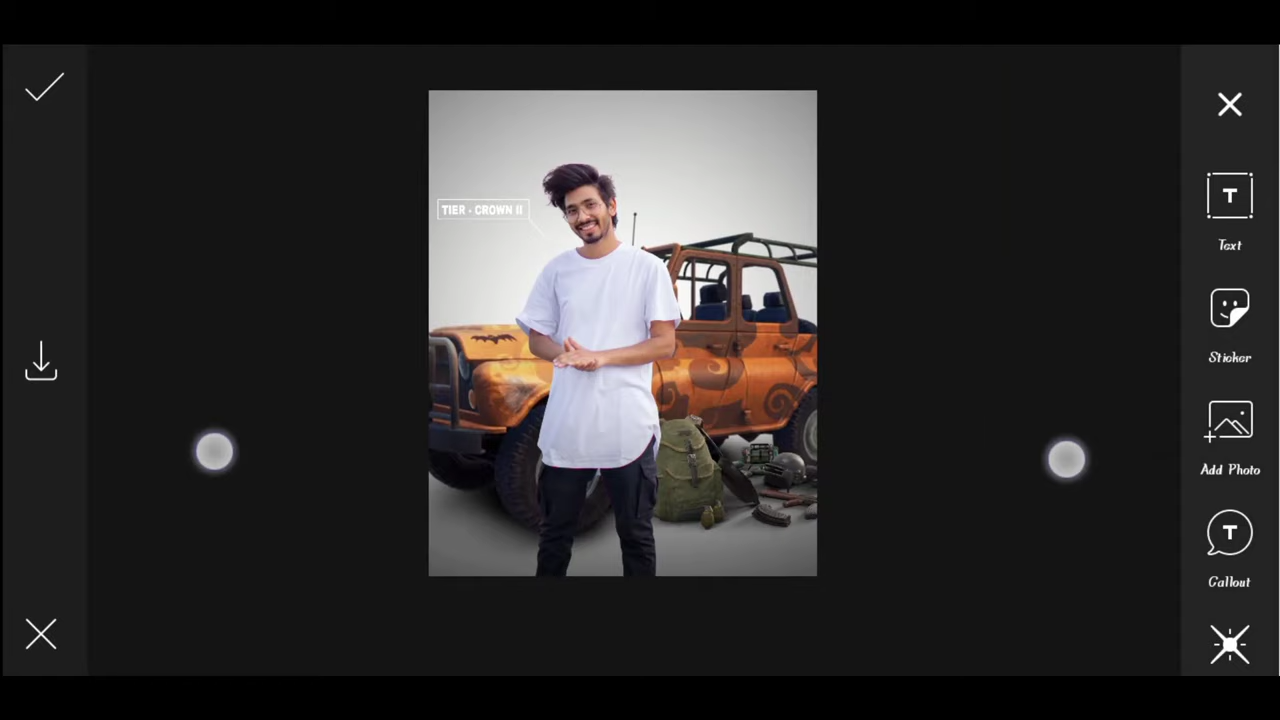 TIER - CROWN II
T
Text
Sticker
Add Photo
T
Callout